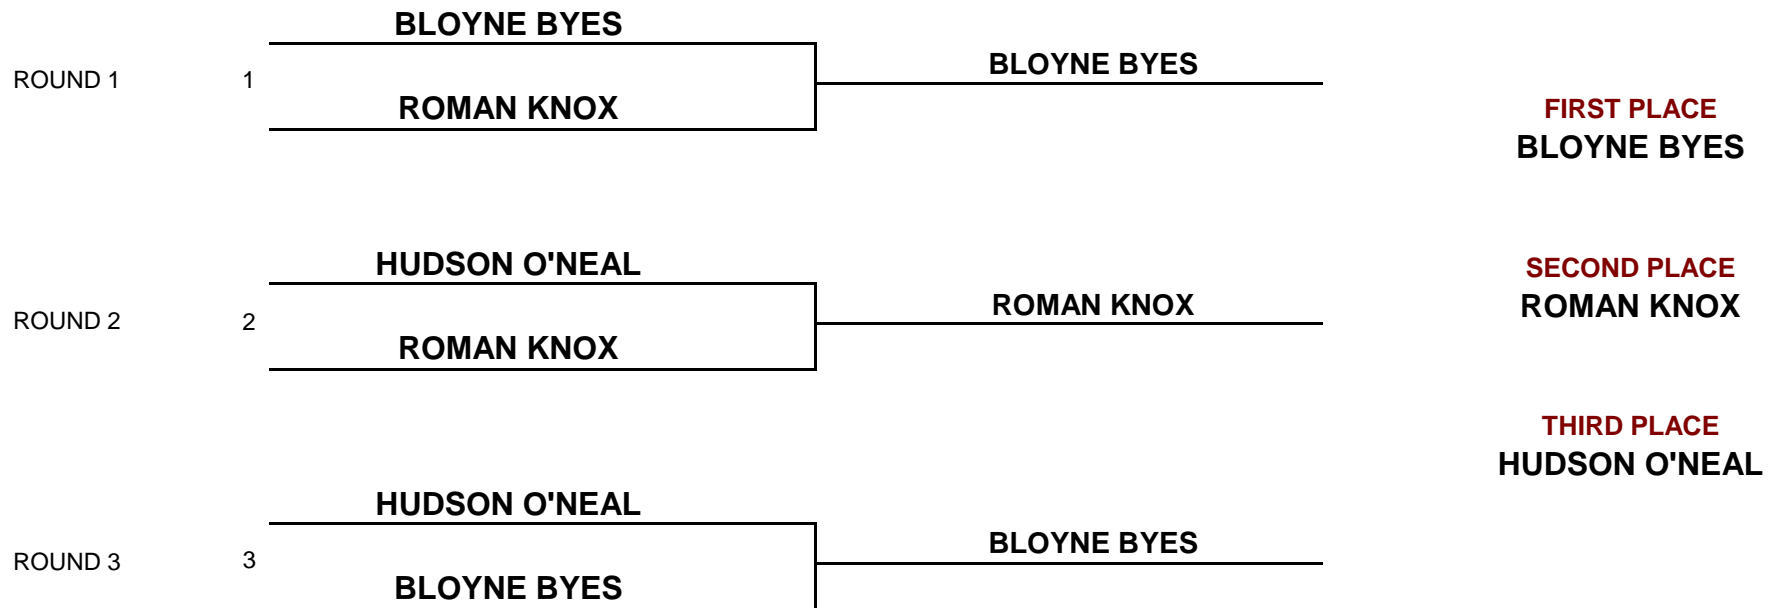 BLOYNE BYES
ROUND 1 1 BLOYNE BYES
ROMAN KNOX
FIRST PLACE
BLOYNE BYES
HUDSON O'NEAL
SECOND PLACE
ROUND 2 2 ROMAN KNOX
ROMAN KNOX
ROMAN KNOX
THIRD PLACE
HUDSON O'NEAL
HUDSON O'NEAL
ROUND 3 3 BLOYNE BYES
BLOYNE BYES